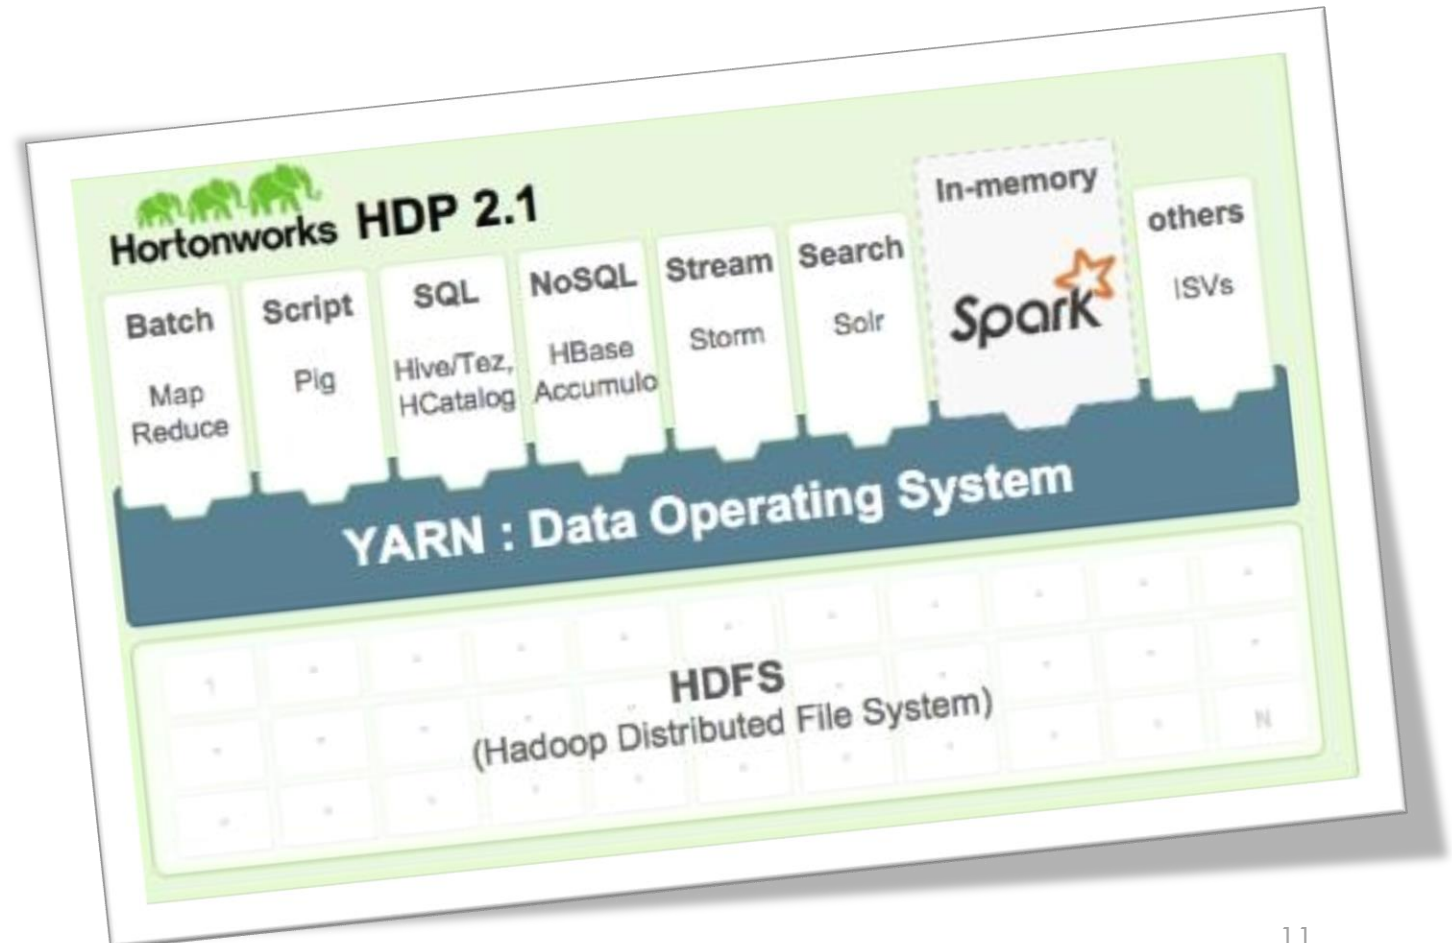 Hortonworks HDP 2.1
Batch
Map
Reduce
Script
Pig
SQL
Hive/Tez,
HCatalog
NoSQL
HBase
Accumulo
Stream
Storm
Search
Solr
In-memory
Spark
others
ISVs
YARN : Data Operating System
1
HDFS
(Hadoop Distributed File System)
N
11